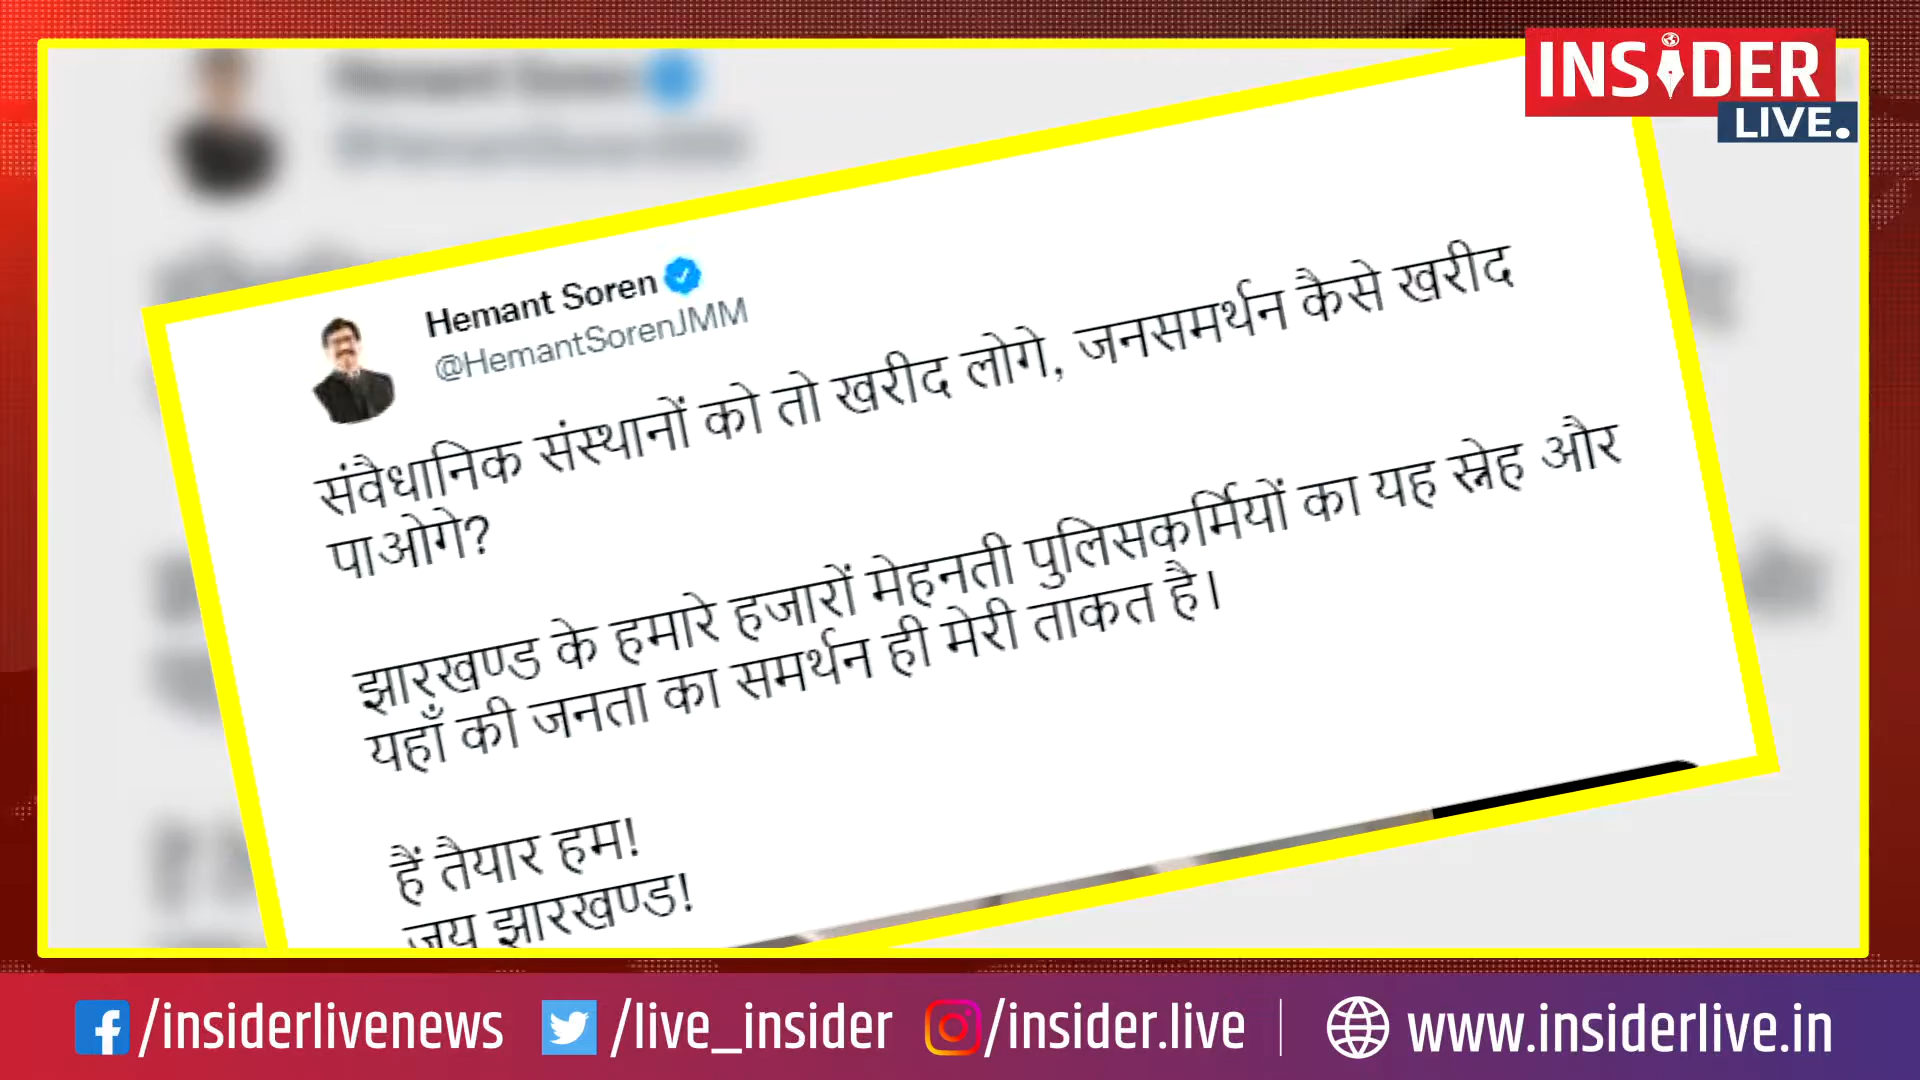 INSiDER
LIVE.
Hemant Soren
@HemantSorenJMM
संवैधानिक संस्थानों को तो खरीद लोगे, जनसमर्थन कैसे खरीद
पाओगे?
झारखण्ड के हमारे हजारों मेहनती पुलिसकर्मियों का यह स्नेह और
यहाँ की जनता का समर्थन ही मेरी ताकत है।
हैं तैयार हम!
जय झारखण्ड!
/insiderlivenews /live_insider /insider.live www.insiderlive.in